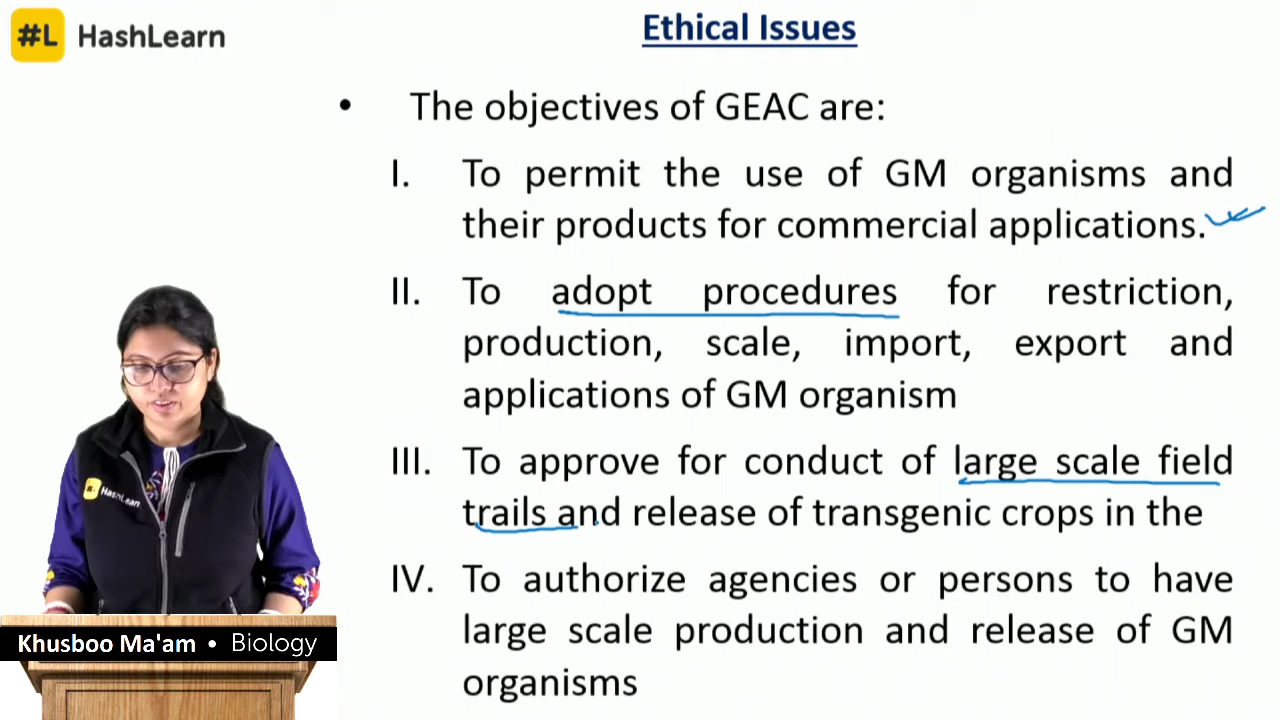 #L HashLearn
Ethical Issues
• The objectives of GEAC are:
I. To permit the use of GM organisms and
their products for commercial applications.
II. To adopt procedures for restriction,
production, scale, import, export and
applications of GM organism
III. To approve for conduct of large scale field
trails and release of transgenic crops in the
IV. To authorize agencies or persons to have
large scale production and release of GM
organisms
#L HashLearn
Khusboo Ma'am • Biology